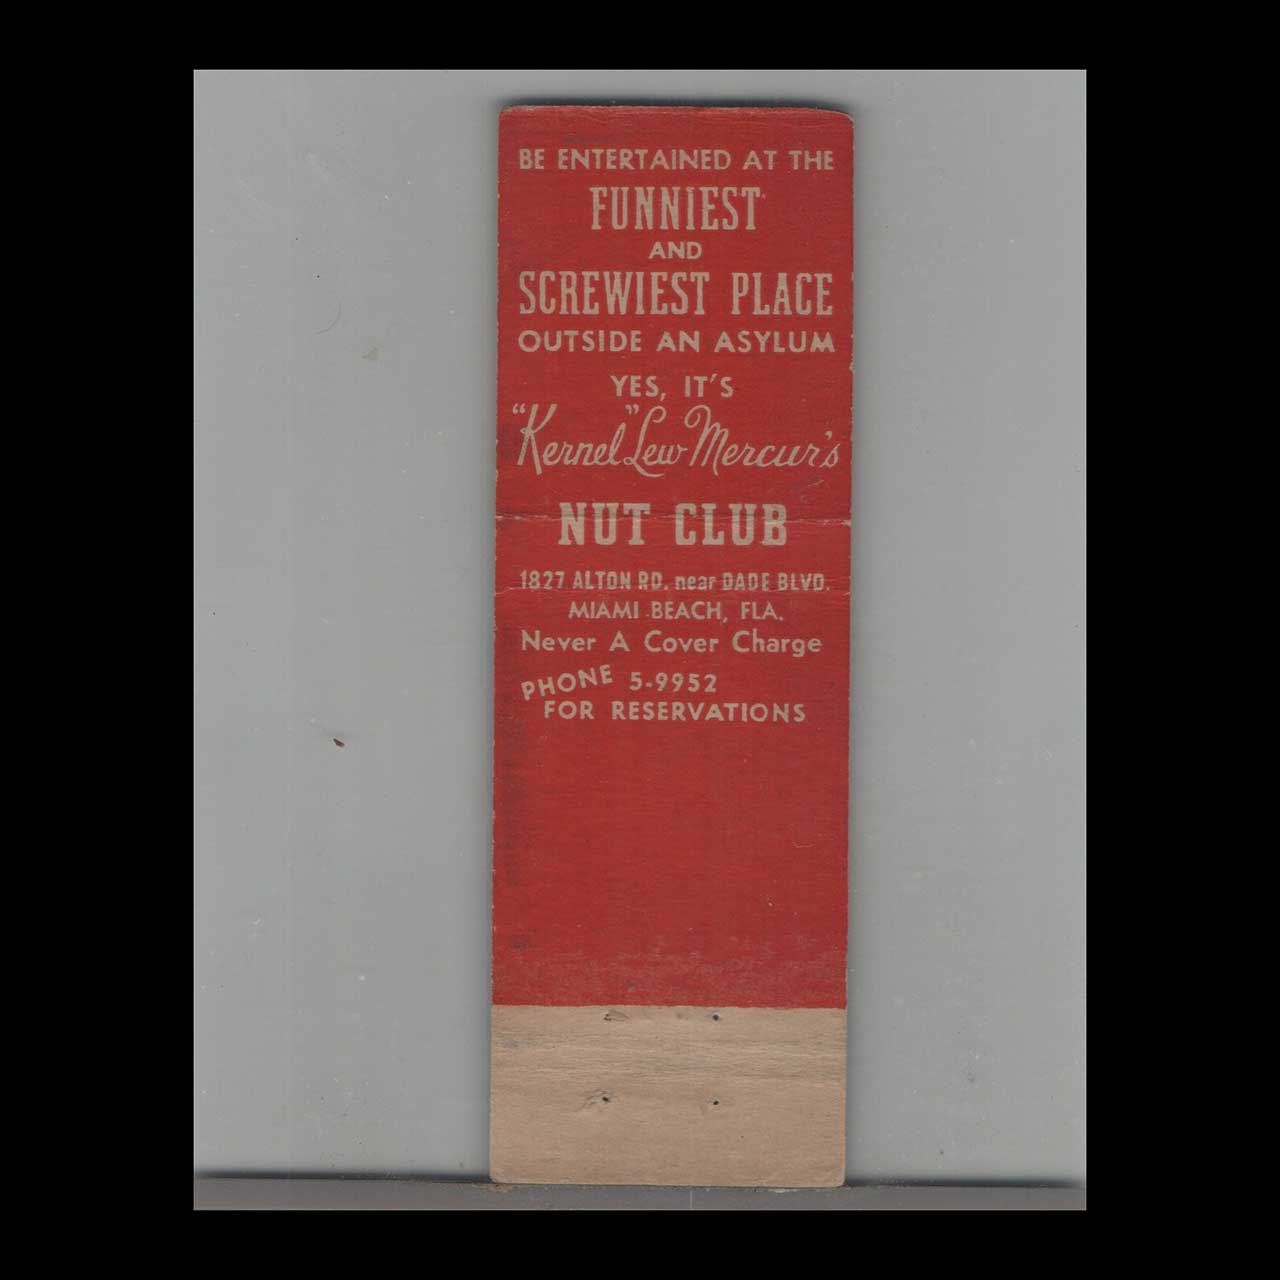 BE ENTERTAINED AT THE
FUNNIEST
AND
SCREWIEST PLACE
OUTSIDE AN ASYLUM
YES, IT'S
"Kernel" Lew Mercur's
NUT CLUB
1827 ALTON RD. near DADE BLVD.
MIAMI BEACH, FLA.
Never A Cover Charge
PHONE 5-9952
FOR RESERVATIONS